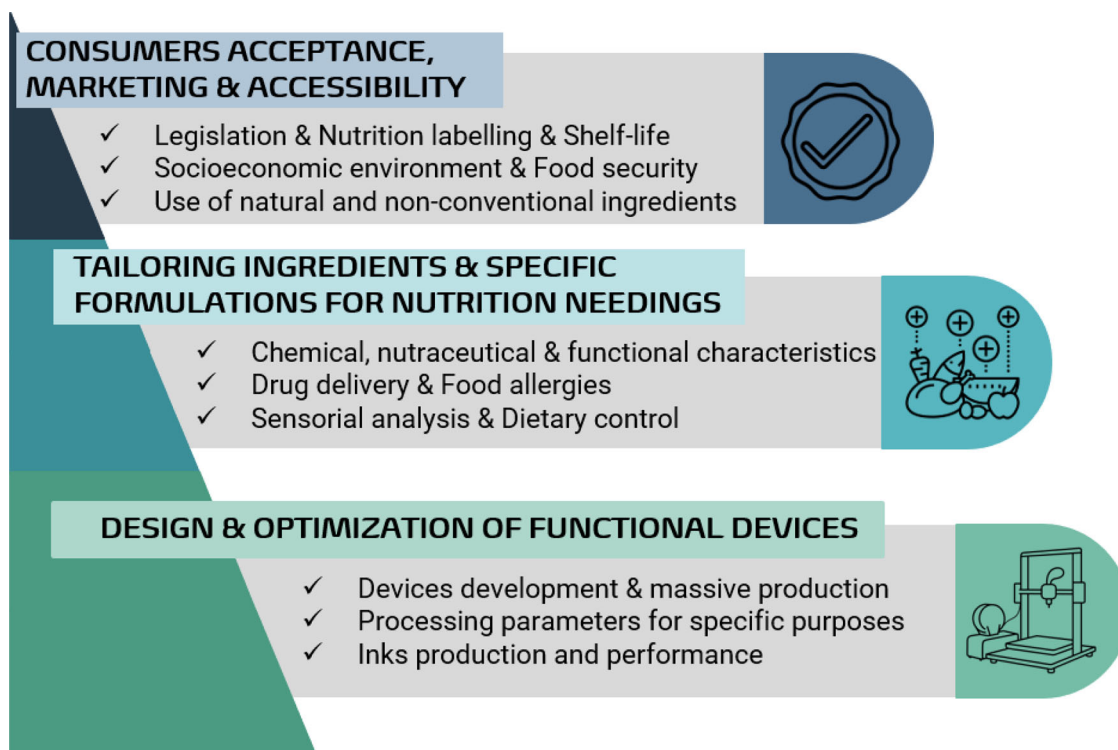 CONSUMERS ACCEPTANCE,
MARKETING & ACCESSIBILITY
✓ Legislation & Nutrition labelling & Shelf-life
✓ Socioeconomic environment & Food security
✓ Use of natural and non-conventional ingredients
TAILORING INGREDIENTS & SPECIFIC
FORMULATIONS FOR NUTRITION NEEDINGS
✓ Chemical, nutraceutical & functional characteristics
✓ Drug delivery & Food allergies
✓ Sensorial analysis & Dietary control
DESIGN & OPTIMIZATION OF FUNCTIONAL DEVICES
✓ Devices development & massive production
✓ Processing parameters for specific purposes
✓ Inks production and performance